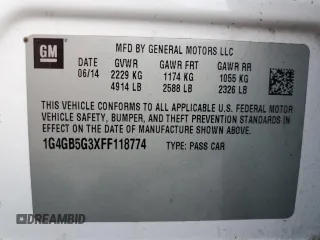 GM
MFD BY GENERAL MOTORS LLC
DATE GVWR GAWR FRT GAWR RR
06/14 2229 KG 1174 KG 1055 KG
4914 LB 2588 LB 2326 LB
THIS VEHICLE CONFORMS TO ALL APPLICABLE U.S. FEDERAL MOTOR
VEHICLE SAFETY, BUMPER, AND THEFT PREVENTION STANDARDS IN
EFFECT ON THE DATE OF MANUFACTURE SHOWN ABOVE.
1G4GB5G3XFF118774 TYPE: PASS CAR
DREAMBID